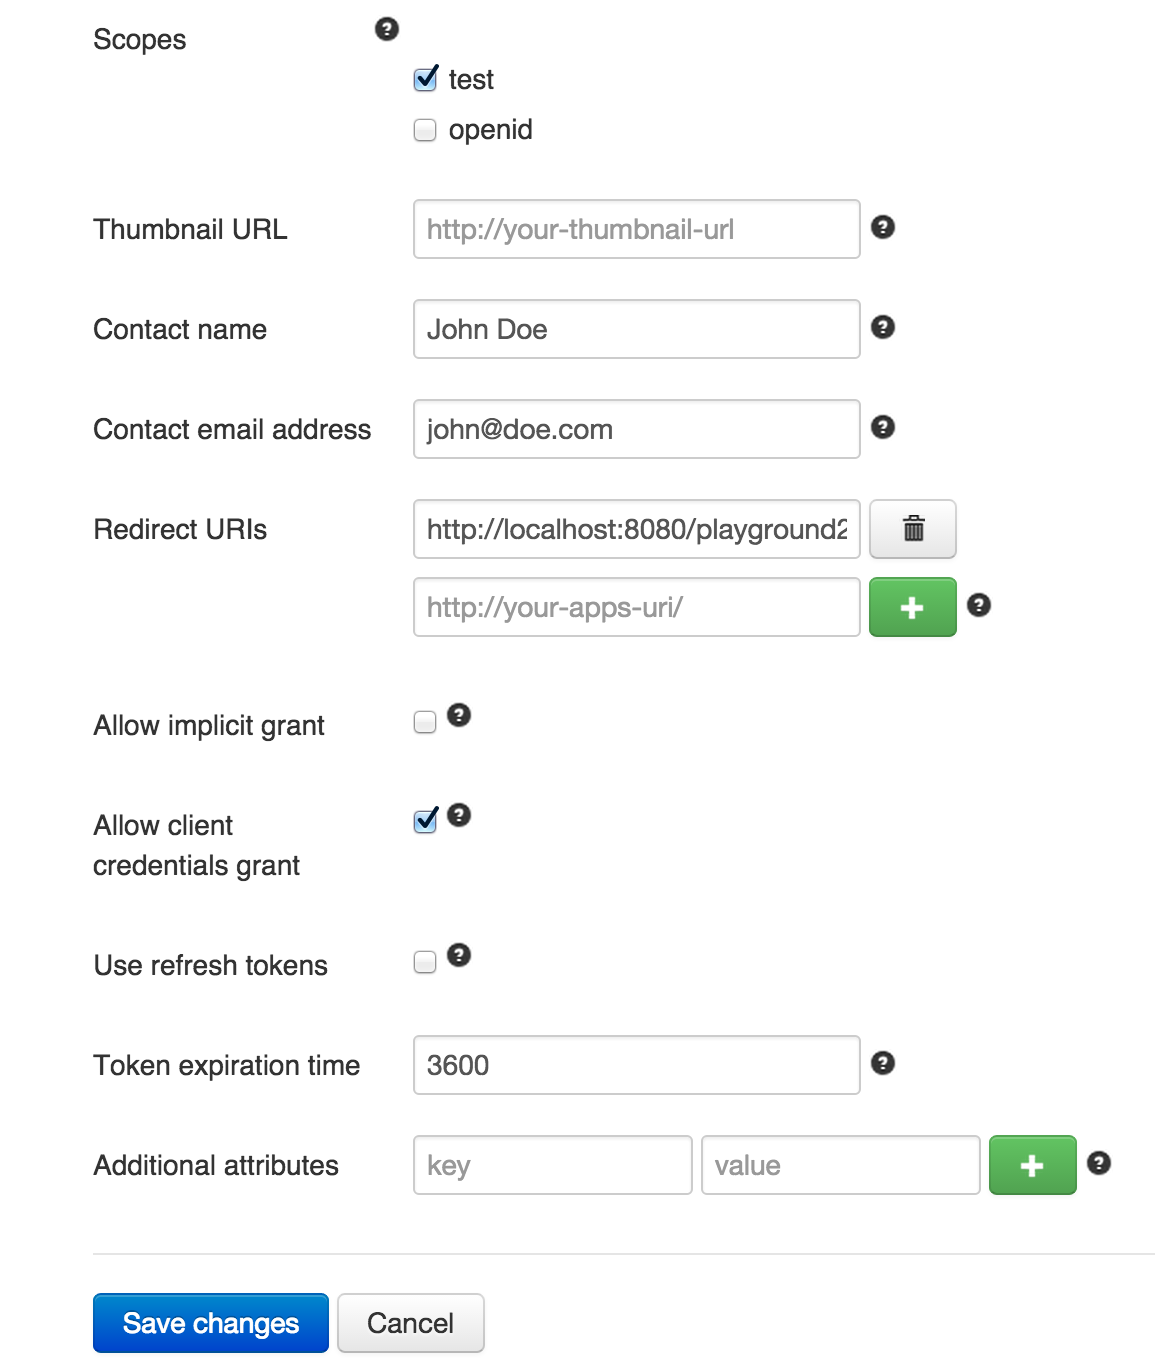 Scopes
test
openid
Thumbnail URL
http://your-thumbnail-url
Contact name
John Doe
Contact email address
john@doe.com
Redirect URIs
http://localhost:8080/playground2
http://your-apps-uri/
Allow implicit grant
Allow client
credentials grant
Use refresh tokens
Token expiration time
3600
Additional attributes
key
value
Save changes
Cancel